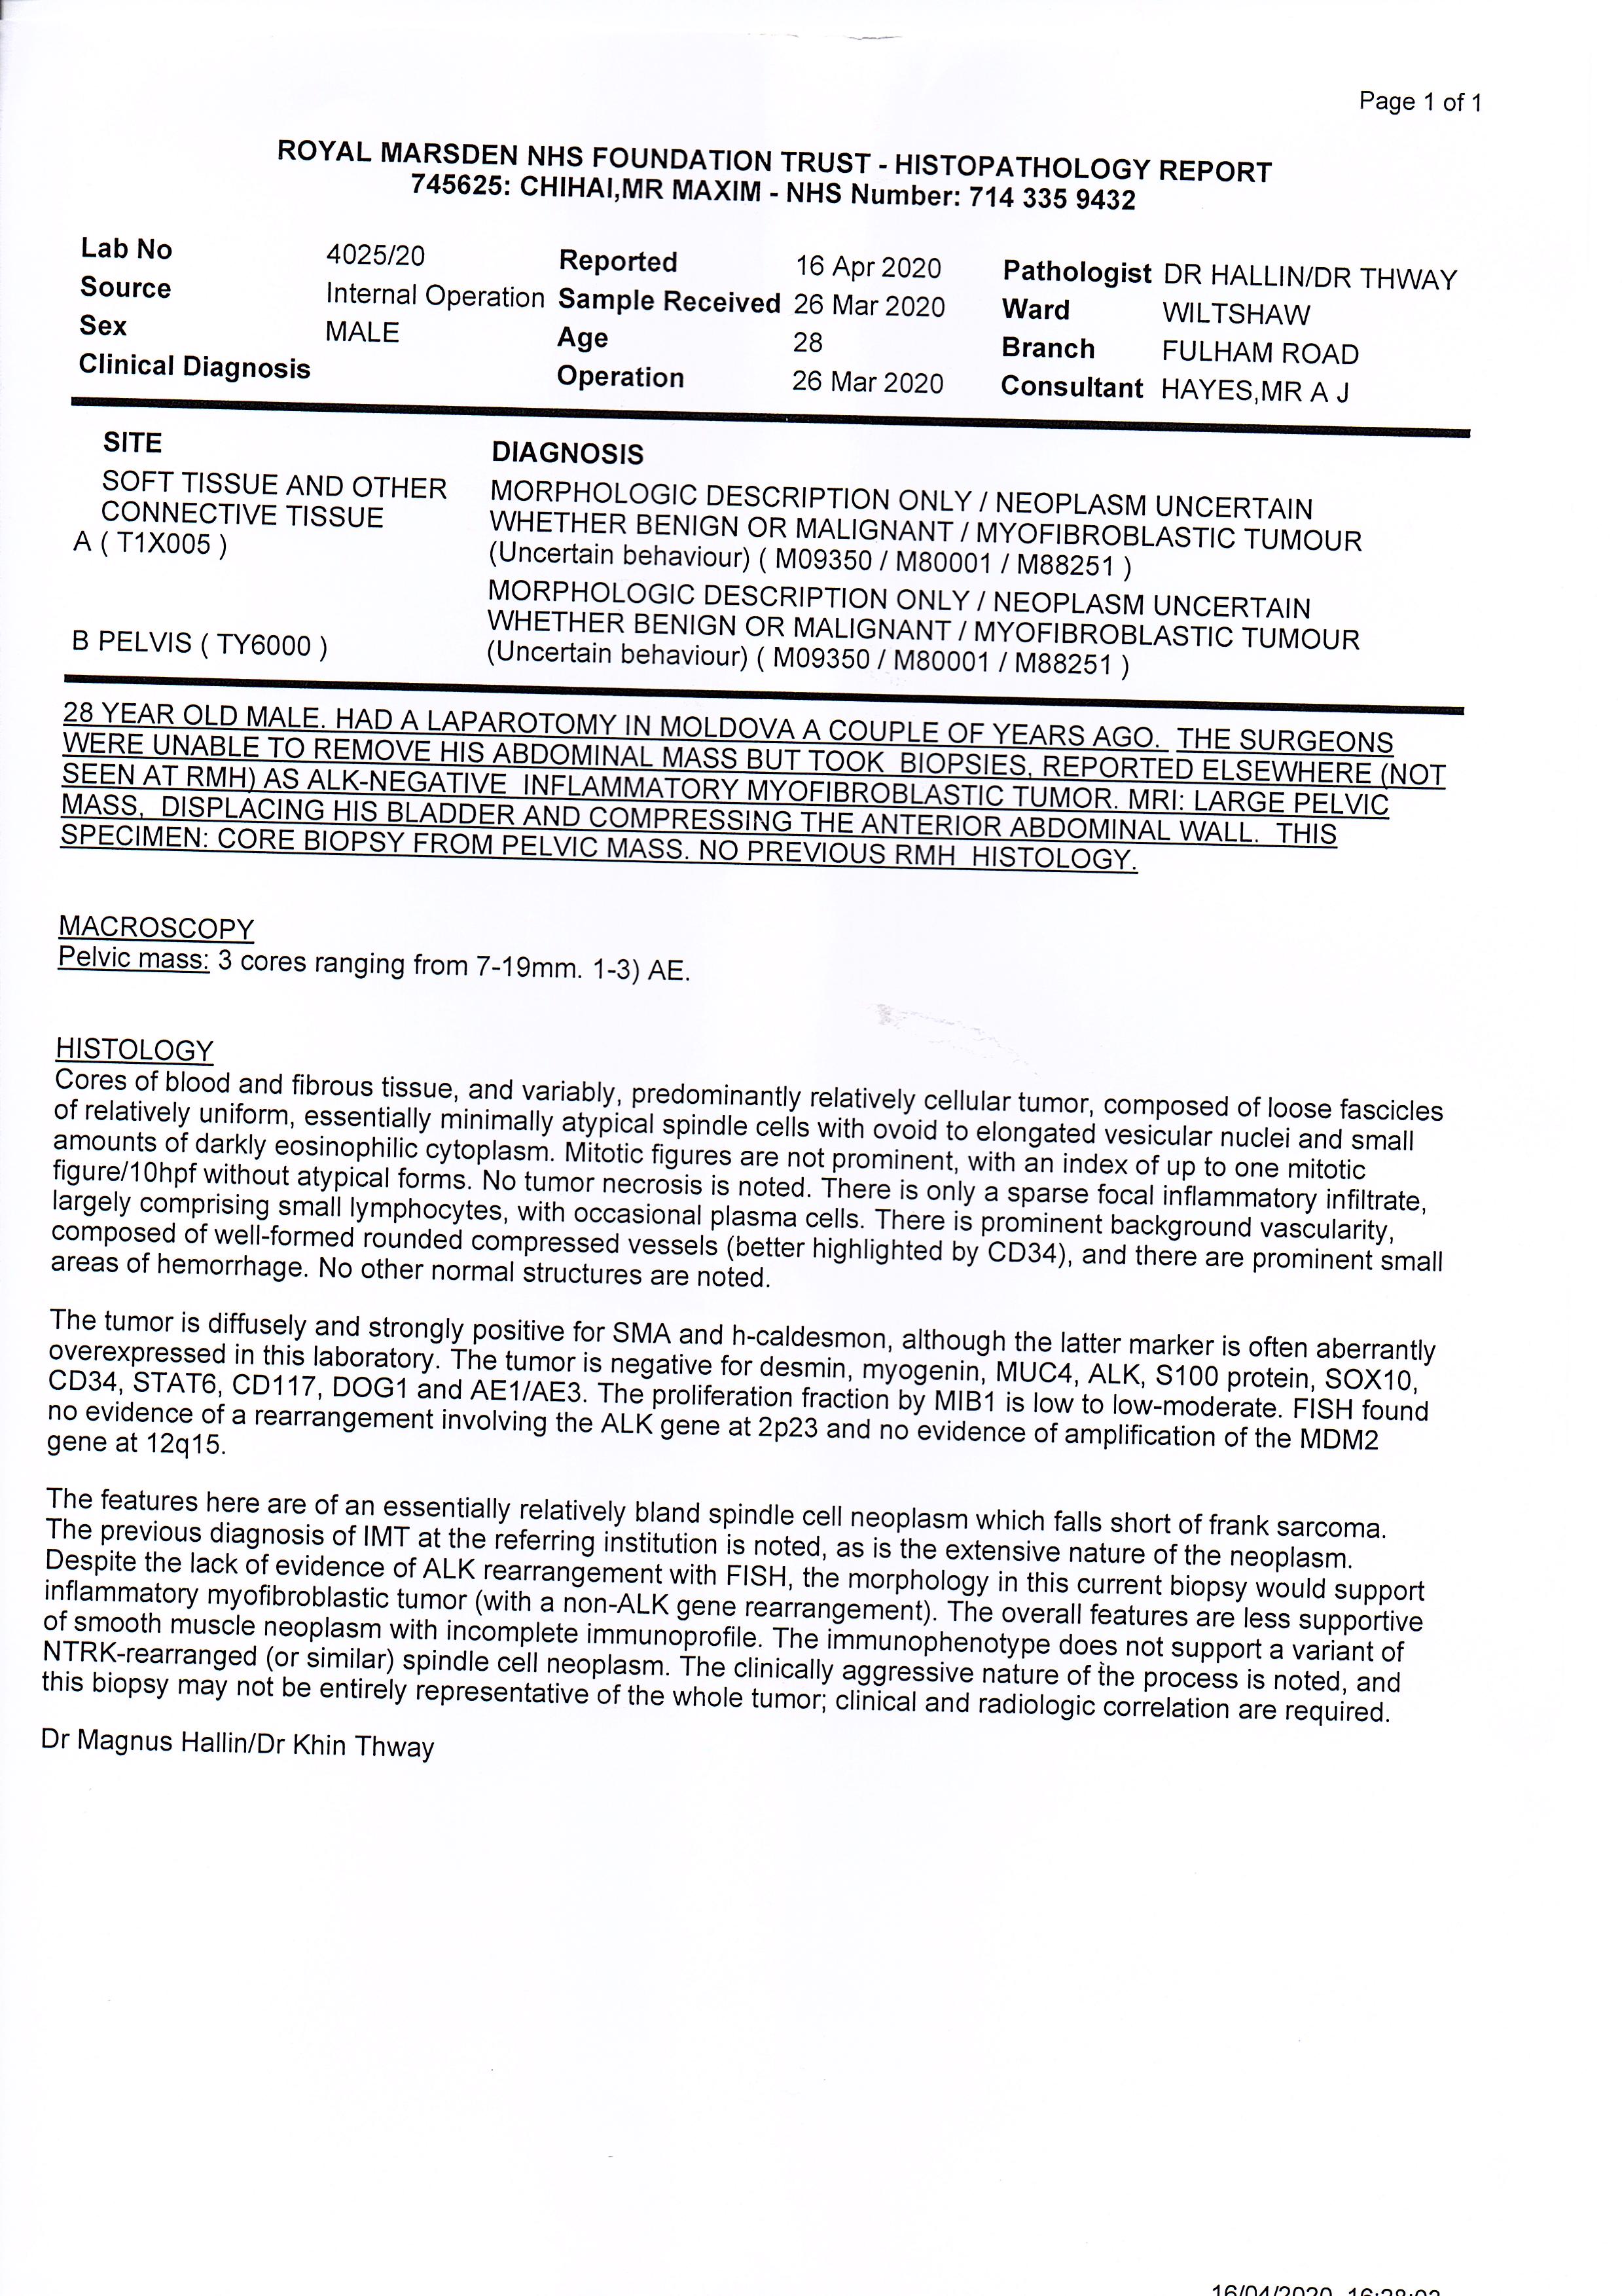 Page 1 of 1
ROYAL MARSDEN NHS FOUNDATION TRUST - HISTOPATHOLOGY REPORT
745625: CHIHAI,MR MAXIM - NHS Number: 714 335 9432
Lab No 4025/20 Reported 16 Apr 2020 Pathologist DR HALLIN/DR THWAY
Source Internal Operation Sample Received 26 Mar 2020 Ward WILTSHAW
Sex MALE Age 28 Branch FULHAM ROAD
Clinical Diagnosis Operation 26 Mar 2020 Consultant HAYES,MR A J
SITE DIAGNOSIS
SOFT TISSUE AND OTHER MORPHOLOGIC DESCRIPTION ONLY / NEOPLASM UNCERTAIN
CONNECTIVE TISSUE WHETHER BENIGN OR MALIGNANT / MYOFIBROBLASTIC TUMOUR
A ( T1X005 ) (Uncertain behaviour) ( M09350 / M80001 / M88251 )
MORPHOLOGIC DESCRIPTION ONLY / NEOPLASM UNCERTAIN
WHETHER BENIGN OR MALIGNANT / MYOFIBROBLASTIC TUMOUR
B PELVIS ( TY6000 ) (Uncertain behaviour) ( M09350 / M80001 / M88251 )
28 YEAR OLD MALE. HAD A LAPAROTOMY IN MOLDOVA A COUPLE OF YEARS AGO. THE SURGEONS
WERE UNABLE TO REMOVE HIS ABDOMINAL MASS BUT TOOK BIOPSIES, REPORTED ELSEWHERE (NOT
SEEN AT RMH) AS ALK-NEGATIVE INFLAMMATORY MYOFIBROBLASTIC TUMOR. MRI: LARGE PELVIC
MASS, DISPLACING HIS BLADDER AND COMPRESSING THE ANTERIOR ABDOMINAL WALL. THIS
SPECIMEN: CORE BIOPSY FROM PELVIC MASS. NO PREVIOUS RMH HISTOLOGY.
MACROSCOPY
Pelvic mass: 3 cores ranging from 7-19mm. 1-3) AE.
HISTOLOGY
Cores of blood and fibrous tissue, and variably, predominantly relatively cellular tumor, composed of loose fascicles
of relatively uniform, essentially minimally atypical spindle cells with ovoid to elongated vesicular nuclei and small
amounts of darkly eosinophilic cytoplasm. Mitotic figures are not prominent, with an index of up to one mitotic
figure/10hpf without atypical forms. No tumor necrosis is noted. There is only a sparse focal inflammatory infiltrate,
largely comprising small lymphocytes, with occasional plasma cells. There is prominent background vascularity,
composed of well-formed rounded compressed vessels (better highlighted by CD34), and there are prominent small
areas of hemorrhage. No other normal structures are noted.
The tumor is diffusely and strongly positive for SMA and h-caldesmon, although the latter marker is often aberrantly
overexpressed in this laboratory. The tumor is negative for desmin, myogenin, MUC4, ALK, S100 protein, SOX10,
CD34, STAT6, CD117, DOG1 and AE1/AE3. The proliferation fraction by MIB1 is low to low-moderate. FISH found
no evidence of a rearrangement involving the ALK gene at 2p23 and no evidence of amplification of the MDM2
gene at 12q15.
The features here are of an essentially relatively bland spindle cell neoplasm which falls short of frank sarcoma.
The previous diagnosis of IMT at the referring institution is noted, as is the extensive nature of the neoplasm.
Despite the lack of evidence of ALK rearrangement with FISH, the morphology in this current biopsy would support
inflammatory myofibroblastic tumor (with a non-ALK gene rearrangement). The overall features are less supportive
of smooth muscle neoplasm with incomplete immunoprofile. The immunophenotype does not support a variant of
NTRK-rearranged (or similar) spindle cell neoplasm. The clinically aggressive nature of the process is noted, and
this biopsy may not be entirely representative of the whole tumor; clinical and radiologic correlation are required.
Dr Magnus Hallin/Dr Khin Thway